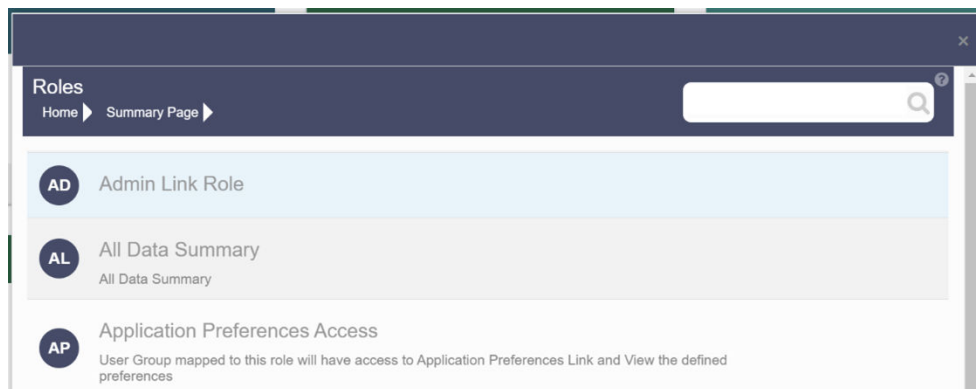 ×
Roles
Home Summary Page
?
AD Admin Link Role
AL All Data Summary
All Data Summary
AP Application Preferences Access
User Group mapped to this role will have access to Application Preferences Link and View the defined
preferences